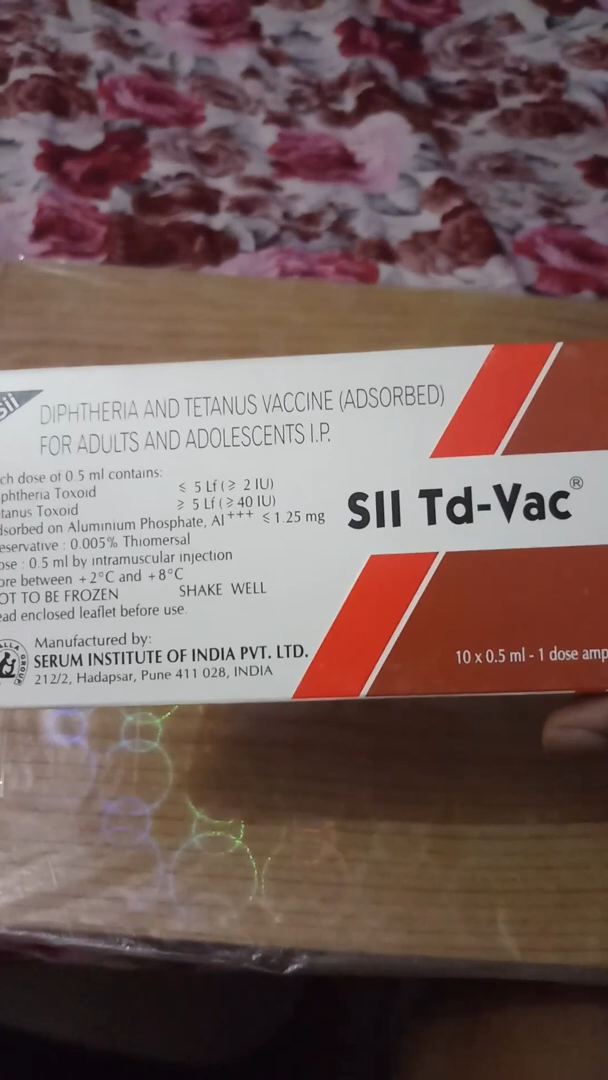 SII
DIPHTHERIA AND TETANUS VACCINE (ADSORBED)
FOR ADULTS AND ADOLESCENTS I.P.
ch dose of 0.5 ml contains:
phtheria Toxoid ≤ 5 Lf (≥ 2 IU)
tanus Toxoid ≥ 5 Lf (≥ 40 IU)
dsorbed on Aluminium Phosphate, Al+++ ≤ 1.25 mg
eservative : 0.005% Thiomersal
ose : 0.5 ml by intramuscular injection
ore between +2°C and +8°C
OT TO BE FROZEN SHAKE WELL
ead enclosed leaflet before use.
Manufactured by:
SERUM INSTITUTE OF INDIA PVT. LTD.
212/2, Hadapsar, Pune 411 028, INDIA
SII Td-Vac®
10 x 0.5 ml - 1 dose amp